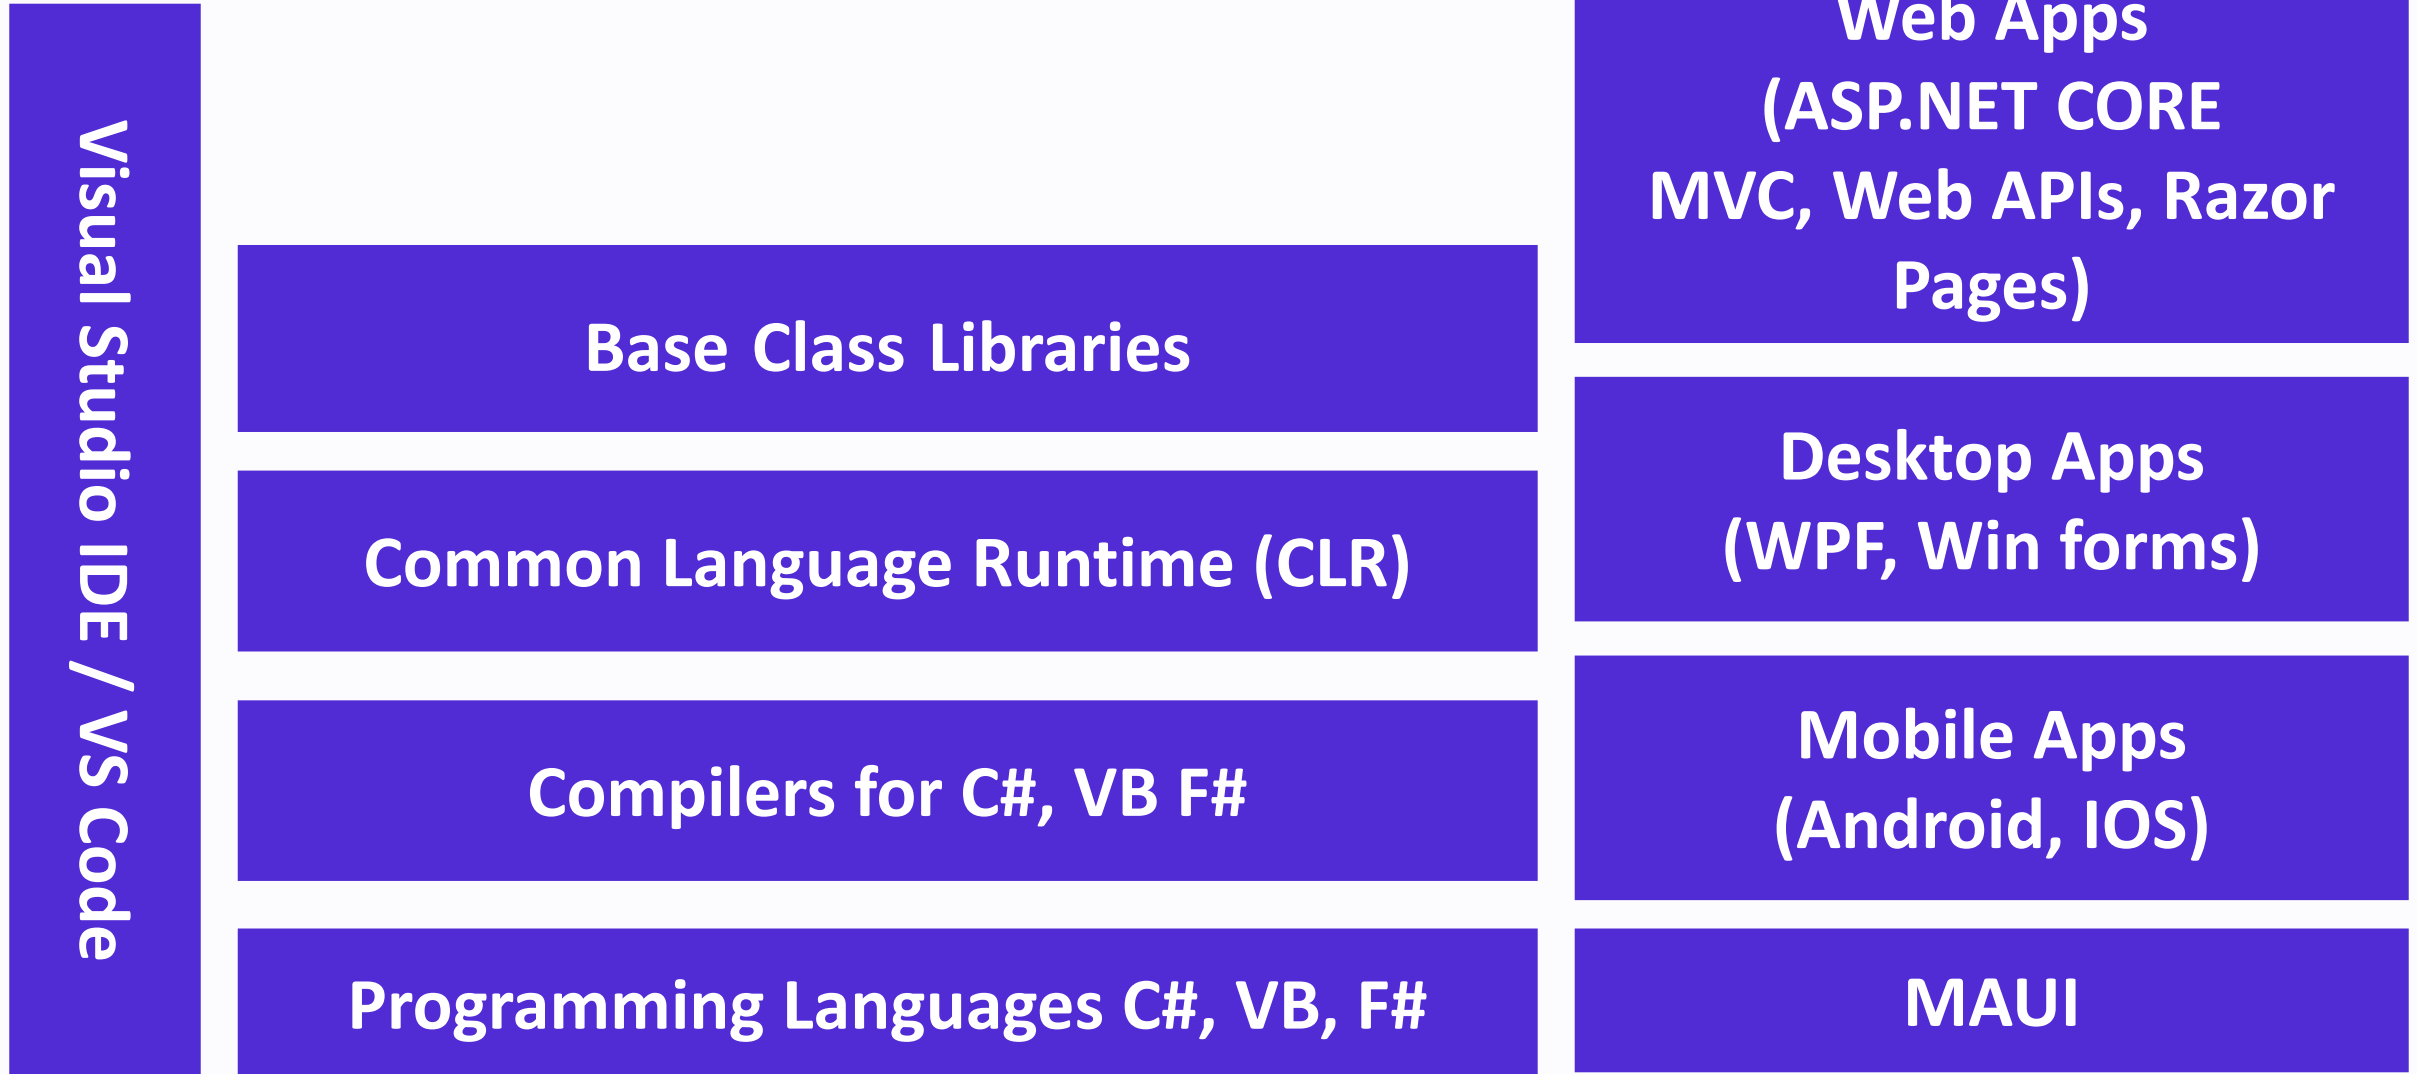 Visual Studio IDE / VS Code
Base Class Libraries
Common Language Runtime (CLR)
Compilers for C#, VB F#
Programming Languages C#, VB, F#
Web Apps
(ASP.NET CORE
MVC, Web APIs, Razor
Pages)
Desktop Apps
(WPF, Win forms)
Mobile Apps
(Android, IOS)
MAUI